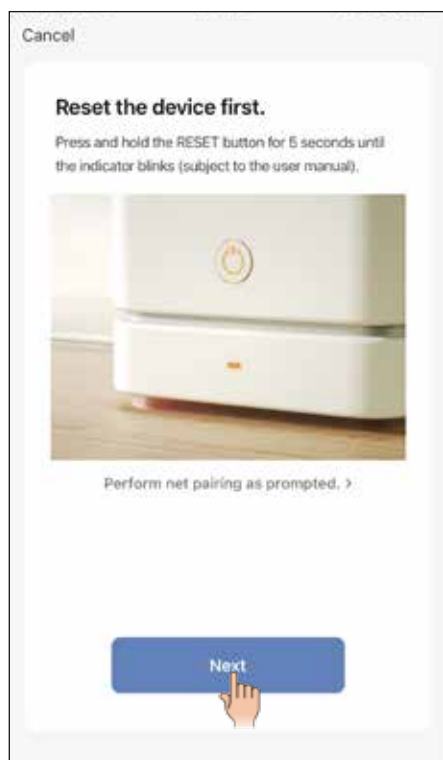 Cancel
Reset the device first.
Press and hold the RESET button for 5 seconds until
the indicator blinks (subject to the user manual).
Perform net pairing as prompted. >
Next